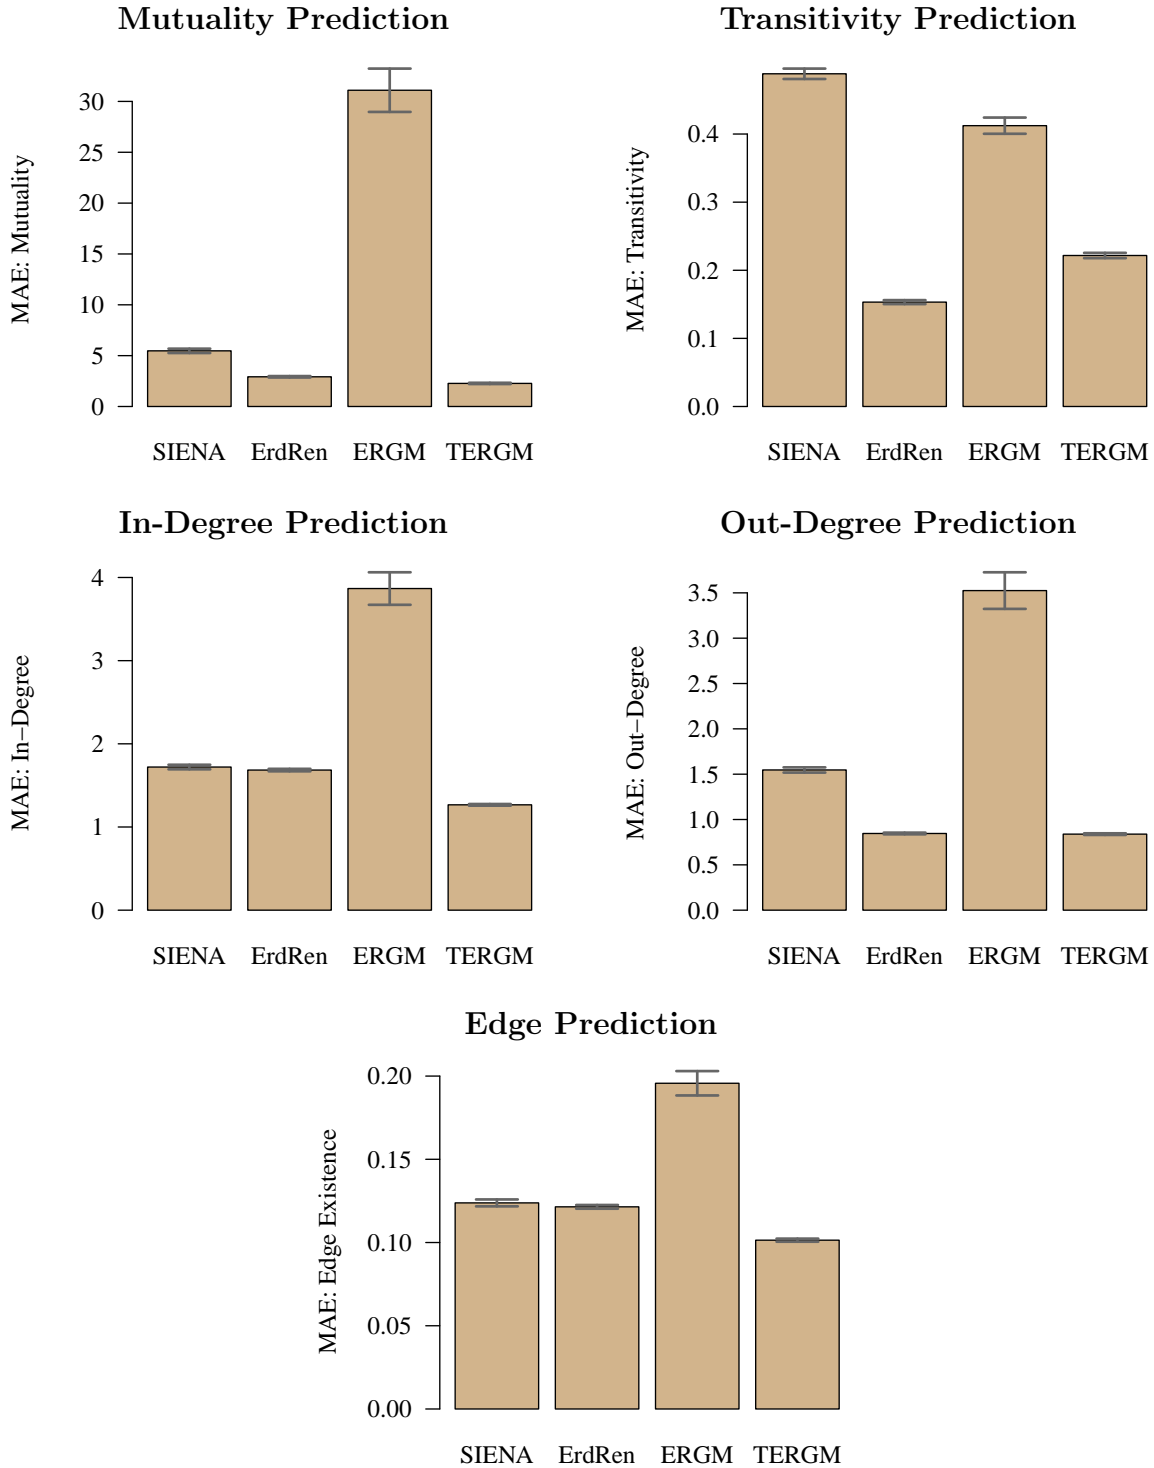 Mutuality Prediction
MAE: Mutuality
30
25
20
15
10
5
0
SIENA ErdRen ERGM TERGM
Transitivity Prediction
MAE: Transitivity
0.4
0.3
0.2
0.1
0.0
SIENA ErdRen ERGM TERGM
In-Degree Prediction
MAE: In−Degree
4
3
2
1
0
SIENA ErdRen ERGM TERGM
Out-Degree Prediction
MAE: Out−Degree
3.5
3.0
2.5
2.0
1.5
1.0
0.5
0.0
SIENA ErdRen ERGM TERGM
Edge Prediction
MAE: Edge Existence
0.20
0.15
0.10
0.05
0.00
SIENA ErdRen ERGM TERGM